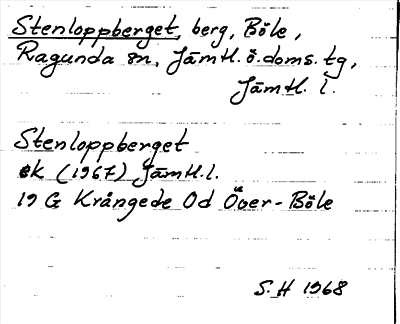 Stenloppberget, berg, Böle,
Ragunda sn, Jämtl. ö. doms. tg,
Jämtl. l.
Stenloppberget
ek (1967) Jämtl. l.
19 G Krångede Od Över-Böle
S.H 1968